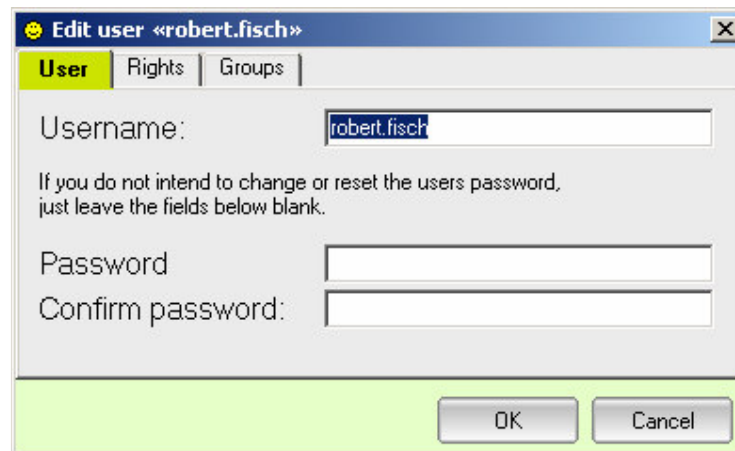 Edit user «robert.fisch»
User Rights Groups
Username: robert.fisch
If you do not intend to change or reset the users password,
just leave the fields below blank.
Password
Confirm password:
OK Cancel